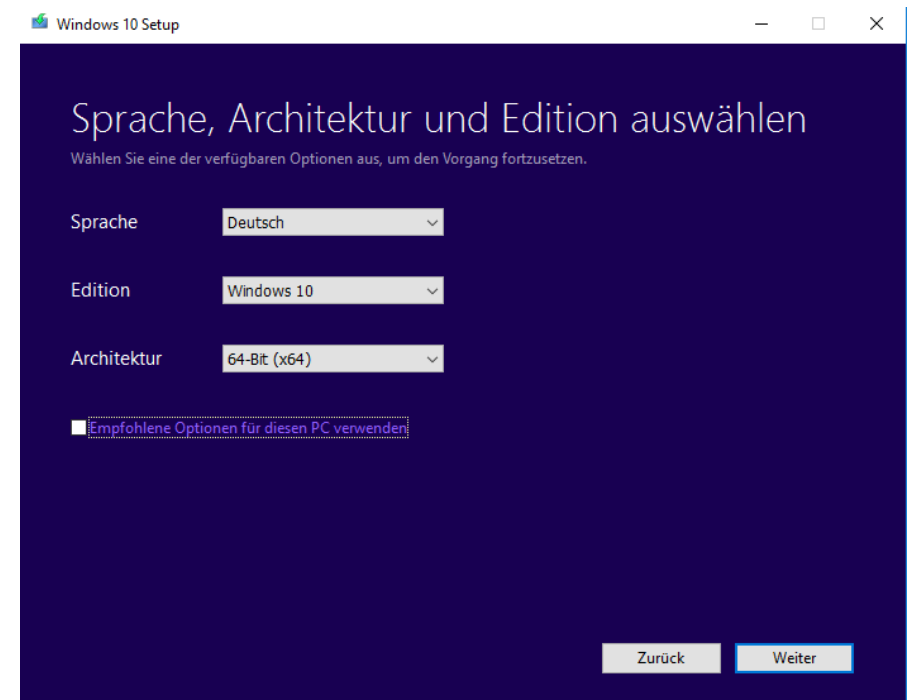 Windows 10 Setup
Sprache, Architektur und Edition auswählen
Wählen Sie eine der verfügbaren Optionen aus, um den Vorgang fortzusetzen.
Sprache Deutsch
Edition Windows 10
Architektur 64-Bit (x64)
Empfohlene Optionen für diesen PC verwenden
Zurück Weiter